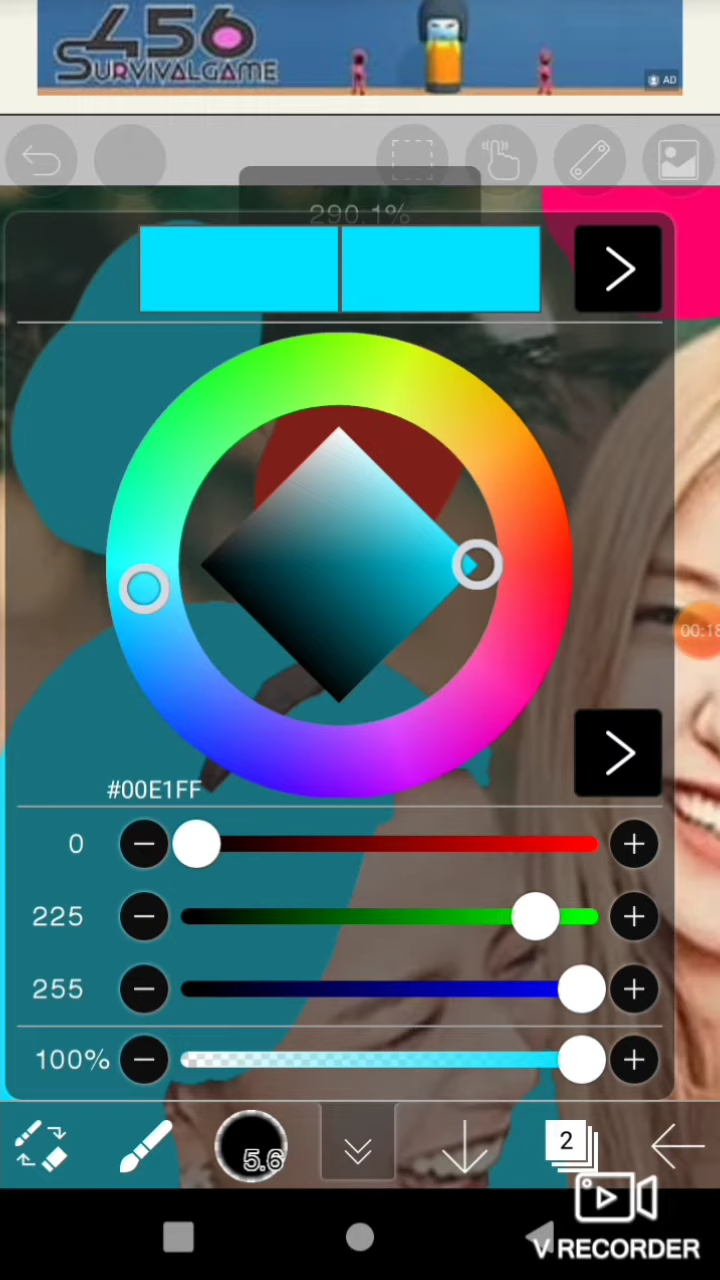 456
SURVIVALGAME
AD
290.1%
00:18
#00E1FF
0
225
255
100%
5.6
2
V RECORDER